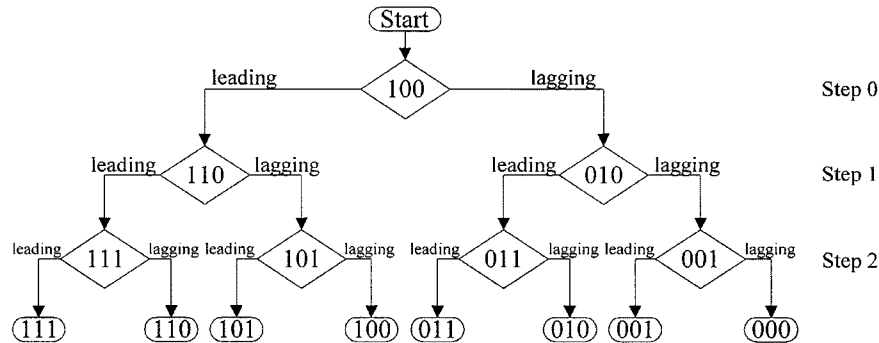 Start
leading 100 lagging Step 0
leading 110 lagging leading 010 lagging Step 1
leading 111 lagging leading 101 lagging leading 011 lagging leading 001 lagging Step 2
111 110 101 100 011 010 001 000